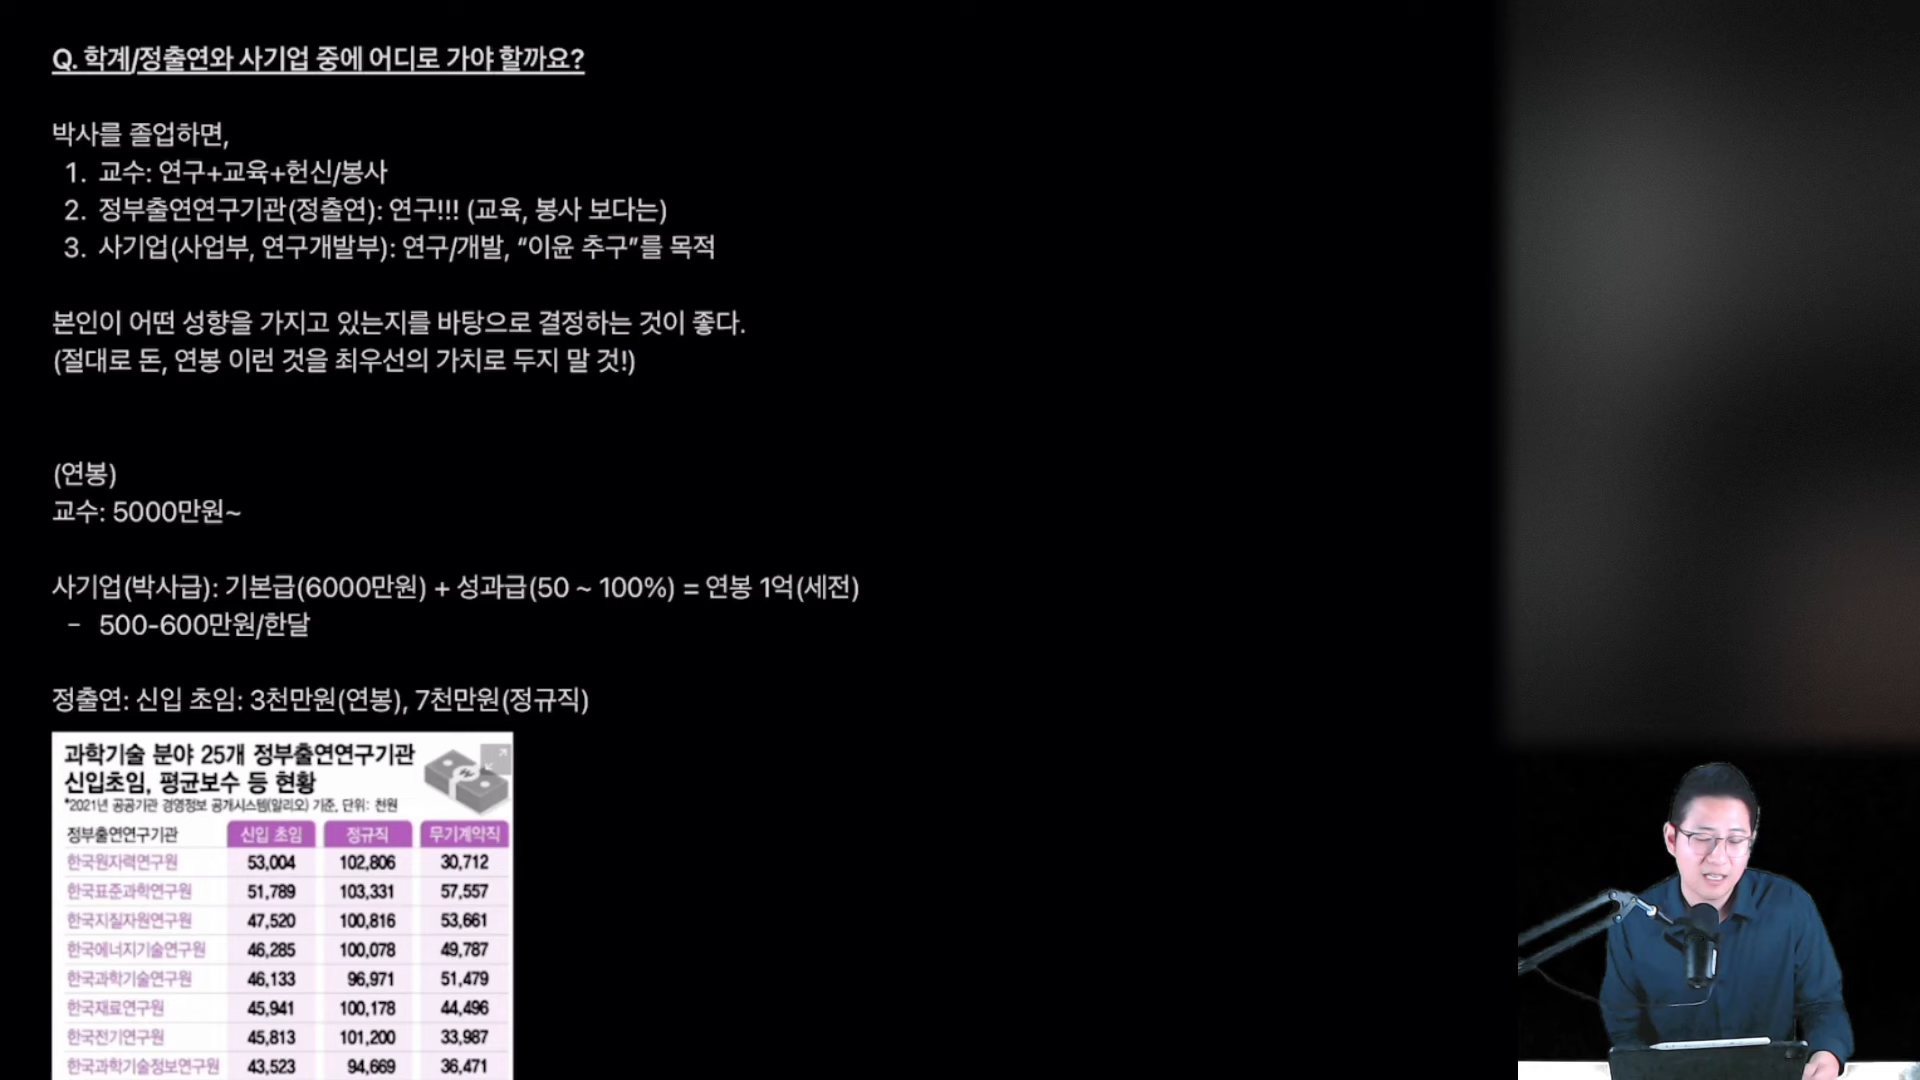 Q. 학계/정출연와 사기업 중에 어디로 가야 할까요?
박사를 졸업하면,
1. 교수: 연구+교육+헌신/봉사
2. 정부출연연구기관(정출연): 연구!!! (교육, 봉사 보다는)
3. 사기업(사업부, 연구개발부): 연구/개발, “이윤 추구”를 목적
본인이 어떤 성향을 가지고 있는지를 바탕으로 결정하는 것이 좋다.
(절대로 돈, 연봉 이런 것을 최우선의 가치로 두지 말 것!)
(연봉)
교수: 5000만원~
사기업(박사급): 기본급(6000만원) + 성과급(50 ~ 100%) = 연봉 1억(세전)
- 500-600만원/한달
정출연: 신입 초임: 3천만원(연봉), 7천만원(정규직)
과학기술 분야 25개 정부출연연구기관
신입초임, 평균보수 등 현황
*2021년 공공기관 경영정보 공개시스템(알리오) 기준, 단위: 천원
정부출연연구기관 신입 초임 정규직 무기계약직
한국원자력연구원 53,004 102,806 30,712
한국표준과학연구원 51,789 103,331 57,557
한국지질자원연구원 47,520 100,816 53,661
한국에너지기술연구원 46,285 100,078 49,787
한국과학기술연구원 46,133 96,971 51,479
한국재료연구원 45,941 100,178 44,496
한국전기연구원 45,813 101,200 33,987
한국과학기술정보연구원 43,523 94,669 36,471